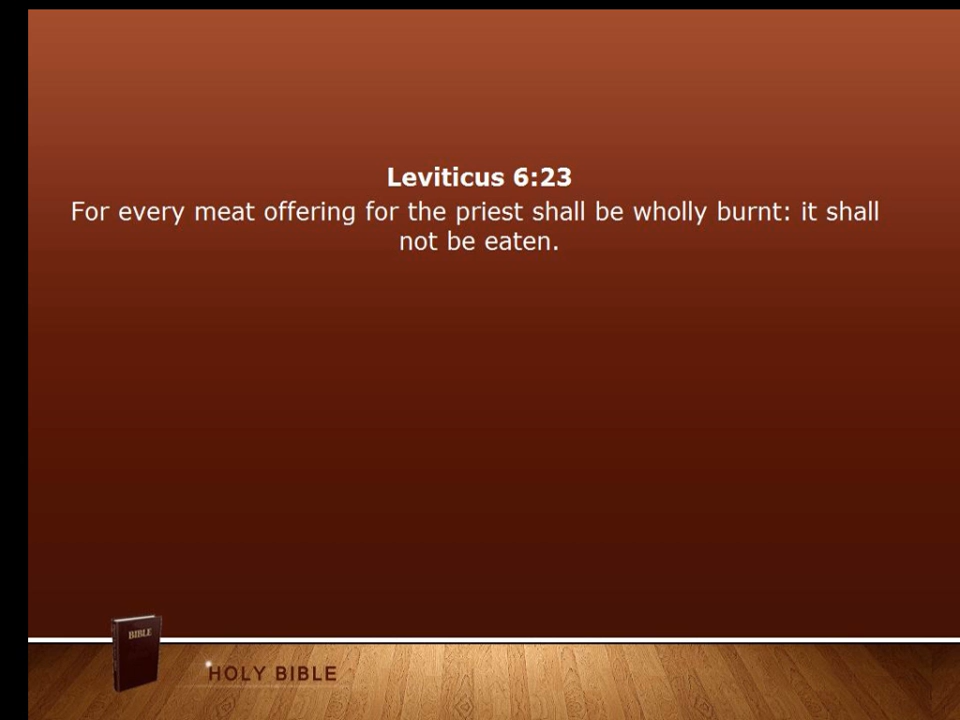 Leviticus 6:23
For every meat offering for the priest shall be wholly burnt: it shall
not be eaten.
BIBLE
HOLY BIBLE